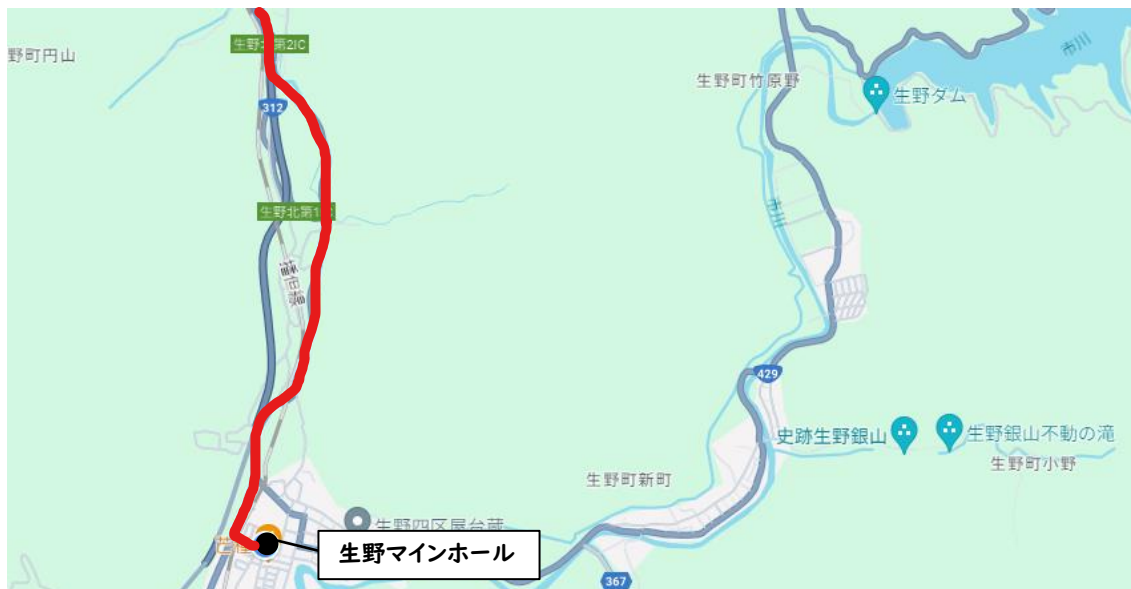 生野北第2IC
野町円山
312
生野町竹原野
市川
生野ダム
生野北第1
市川
播但線
429
史跡生野銀山
生野銀山不動の滝
生野町小野
生野町新町
生野四区屋台蔵
生野マインホール
367